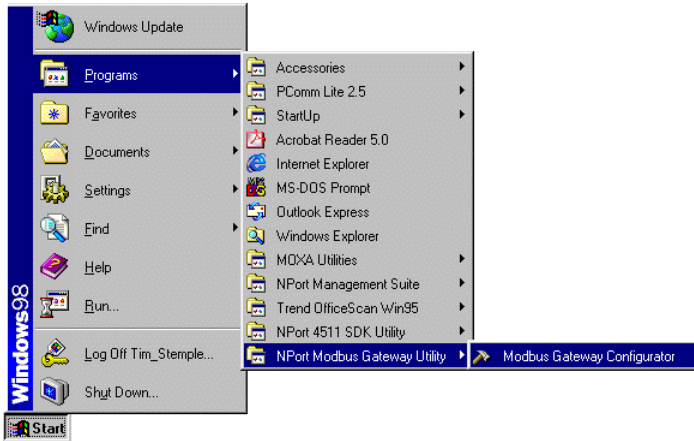 Windows Update
Programs
Favorites
Documents
Settings
Find
Help
Run...
Log Off Tim_Stemple...
Shut Down...
Windows98
Start
Accessories
PComm Lite 2.5
StartUp
Acrobat Reader 5.0
Internet Explorer
MS-DOS Prompt
Outlook Express
Windows Explorer
MOXA Utilities
NPort Management Suite
Trend OfficeScan Win95
NPort 4511 SDK Utility
NPort Modbus Gateway Utility
Modbus Gateway Configurator